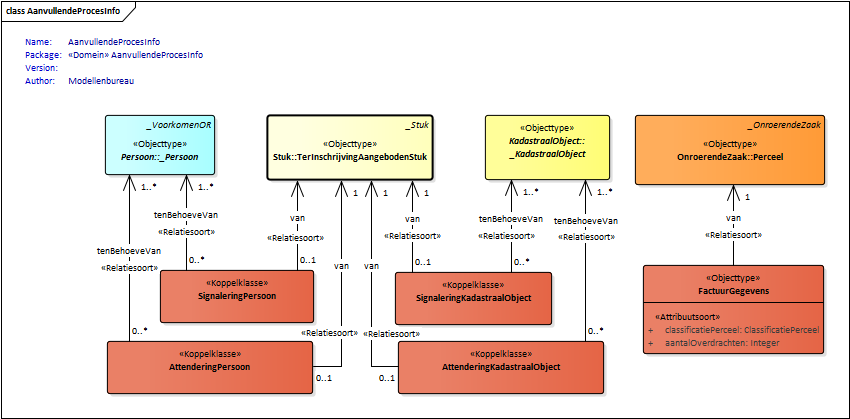 class AanvullendeProcesInfo
Name: AanvullendeProcesInfo
Package: «Domein» AanvullendeProcesInfo
Version:
Author: Modellenbureau
_VoorkomenOR
«Objecttype»
Persoon::_Persoon
_Stuk
«Objecttype»
Stuk::TerInschrijvingAangebodenStuk
«Objecttype»
KadastraalObject::
_KadastraalObject
_OnroerendeZaak
«Objecttype»
OnroerendeZaak::Perceel
1..*
1..*
1
1
1
1
1..*
1..*
1
tenBehoeveVan
«Relatiesoort»
van
«Relatiesoort»
van
«Relatiesoort»
tenBehoeveVan
«Relatiesoort»
tenBehoeveVan
«Relatiesoort»
van
«Relatiesoort»
tenBehoeveVan
«Relatiesoort»
van
van
0..*
0..1
0..1
0..*
«Koppelklasse»
SignaleringPersoon
«Koppelklasse»
SignaleringKadastraalObject
«Objecttype»
FactuurGegevens
«Attribuutsoort»
+ classificatiePerceel: ClassificatiePerceel
+ aantalOverdrachten: Integer
«Relatiesoort»
«Relatiesoort»
0..*
0..*
«Koppelklasse»
AttenderingPersoon
0..1
0..1
«Koppelklasse»
AttenderingKadastraalObject